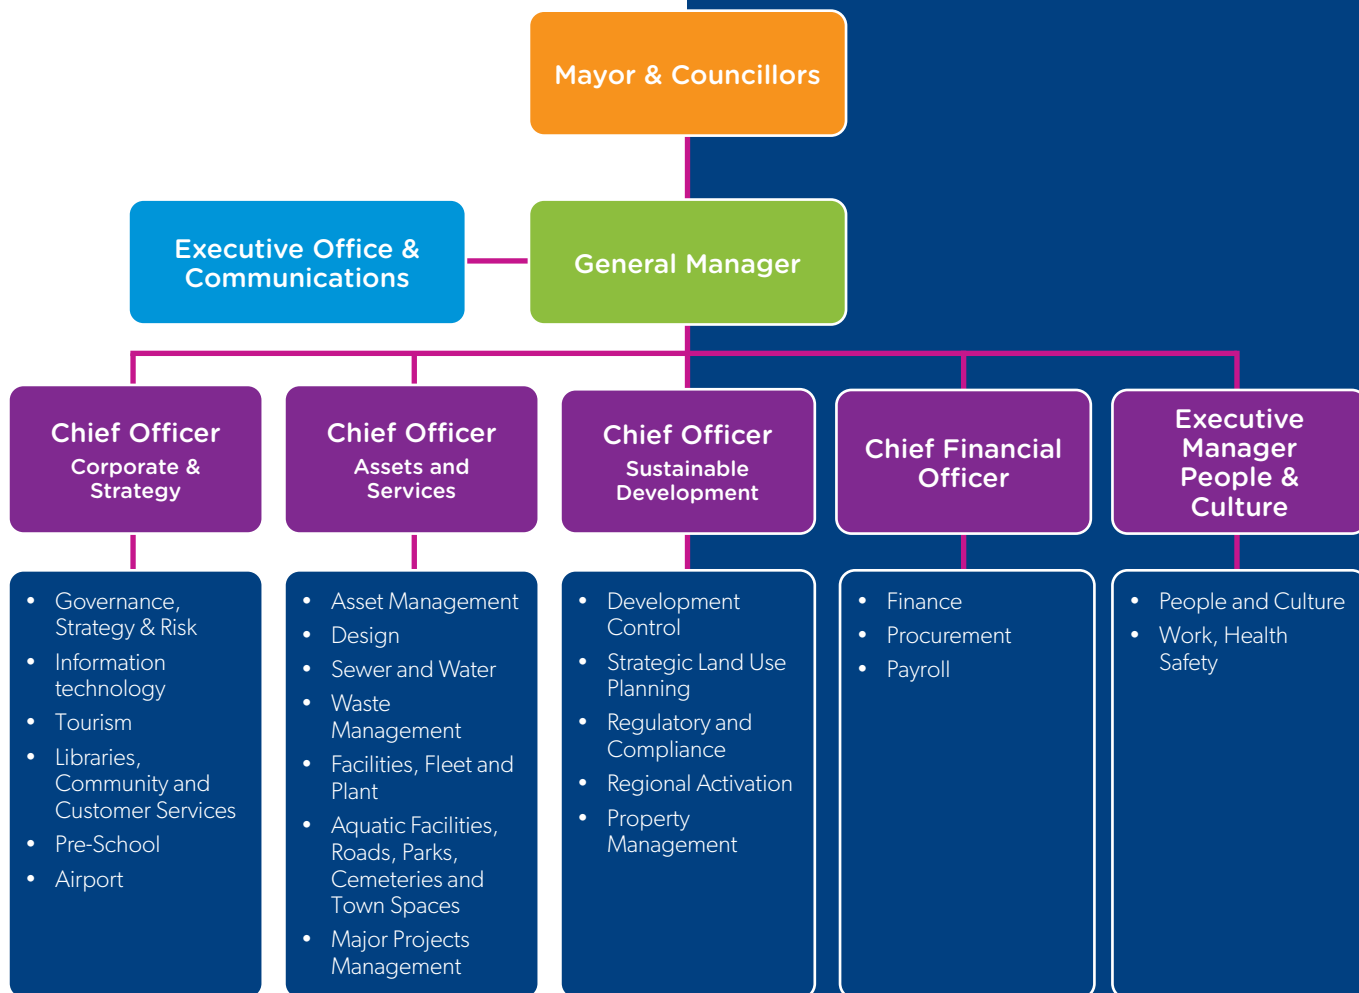 Mayor & Councillors
Executive Office &
Communications
General Manager
Chief Officer
Corporate &
Strategy
Chief Officer
Assets and
Services
Chief Officer
Sustainable
Development
Chief Financial
Officer
Executive
Manager
People &
Culture
• Governance,
Strategy & Risk
• Information
technology
• Tourism
• Libraries,
Community and
Customer Services
• Pre-School
• Airport
• Asset Management
• Design
• Sewer and Water
• Waste
Management
• Facilities, Fleet and
Plant
• Aquatic Facilities,
Roads, Parks,
Cemeteries and
Town Spaces
• Major Projects
Management
• Development
Control
• Strategic Land Use
Planning
• Regulatory and
Compliance
• Regional Activation
• Property
Management
• Finance
• Procurement
• Payroll
• People and Culture
• Work, Health
Safety